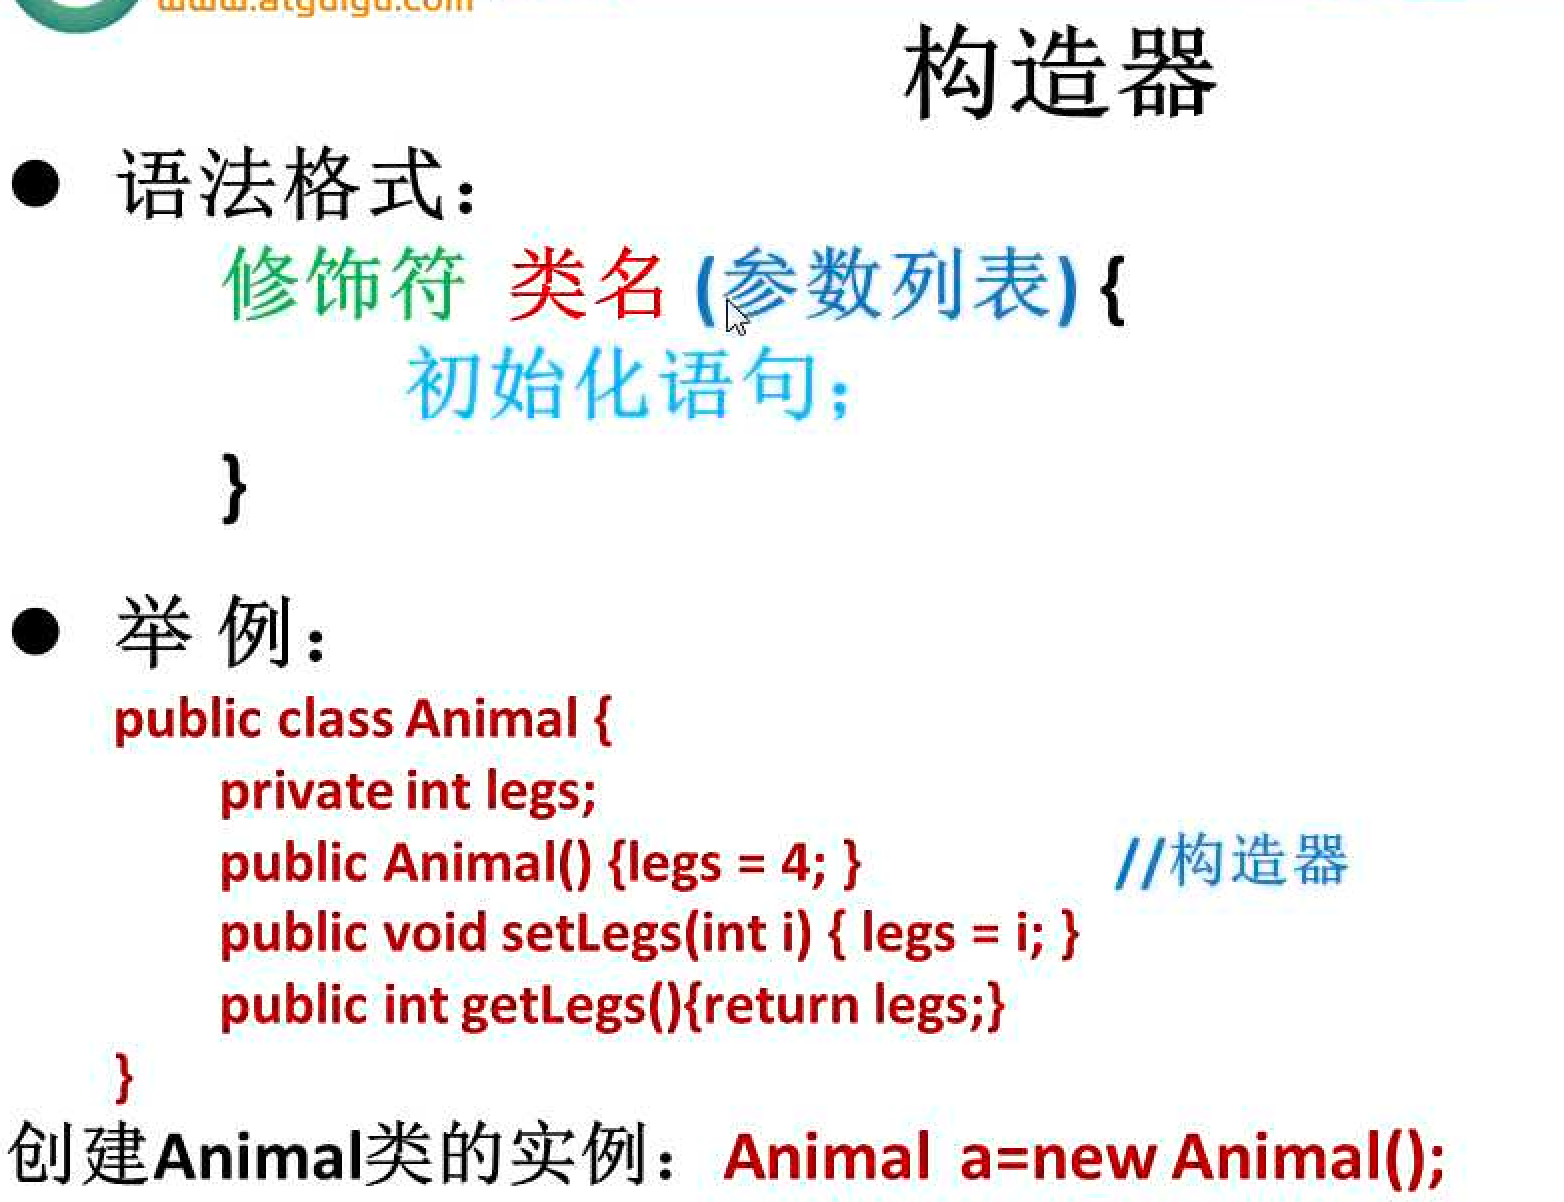 www.atguigu.com
构造器
● 语法格式：
修饰符 类名 (参数列表) {
初始化语句；
}
● 举 例：
public class Animal {
private int legs;
public Animal() {legs = 4; } //构造器
public void setLegs(int i) { legs = i; }
public int getLegs(){return legs;}
}
创建Animal类的实例：Animal a=new Animal();